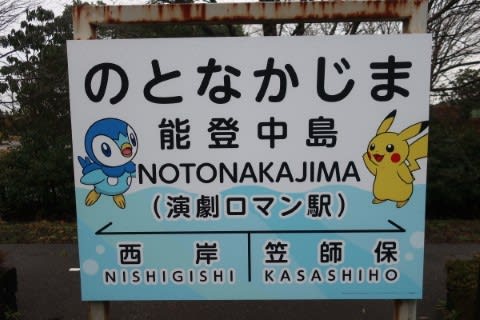 のとなかじま
能登中島
NOTONAKAJIMA
(演劇ロマン駅)
西岸 笠師保
NISHIGISHI KASASHIHO